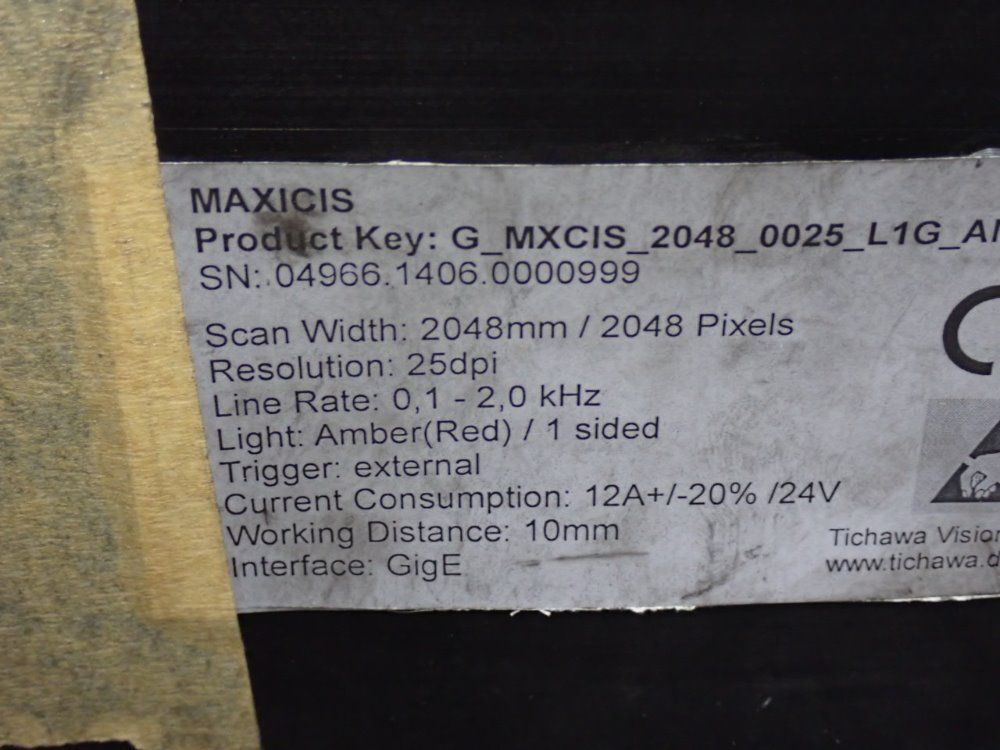 MAXICIS
Product Key: G_MXCIS_2048_0025_L1G_A
SN: 04966.1406.0000999
Scan Width: 2048mm / 2048 Pixels
Resolution: 25dpi
Line Rate: 0,1 - 2,0 kHz
Light: Amber(Red) / 1 sided
Trigger: external
Current Consumption: 12A+/-20% /24V
Working Distance: 10mm
Interface: GigE
Tichawa Vision
www.tichawa.d